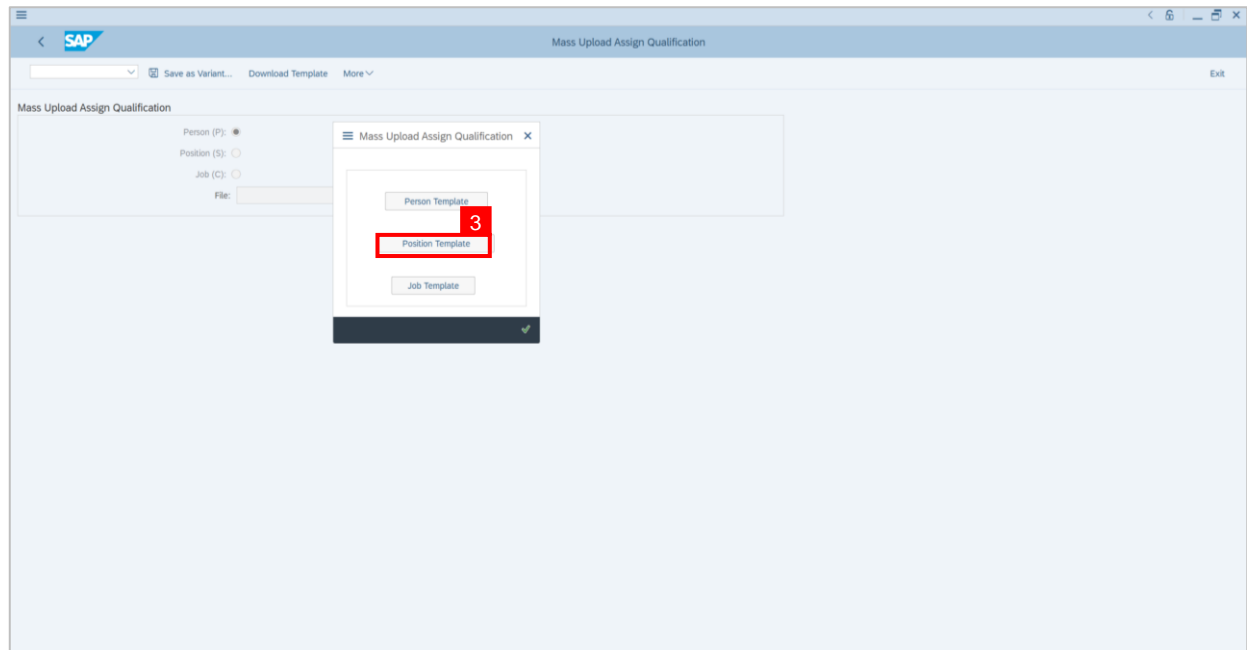 SAP
Mass Upload Assign Qualification
Save as Variant... Download Template More
Exit
Mass Upload Assign Qualification
Person (P):
Position (S):
Job (C):
File:
Mass Upload Assign Qualification
Person Template
3
Position Template
Job Template